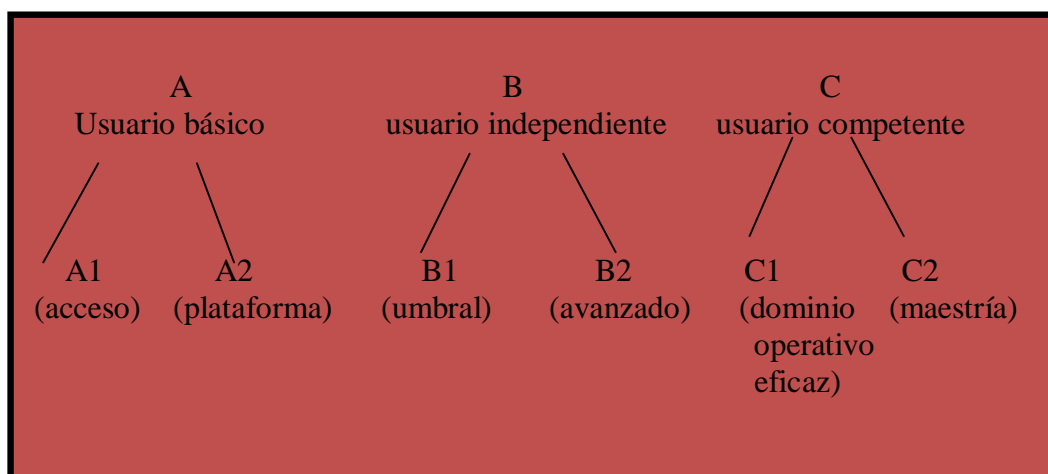 A B C
Usuario básico usuario independiente usuario competente
A1 A2 B1 B2 C1 C2
(acceso) (plataforma) (umbral) (avanzado) (dominio (maestría)
operativo
eficaz)